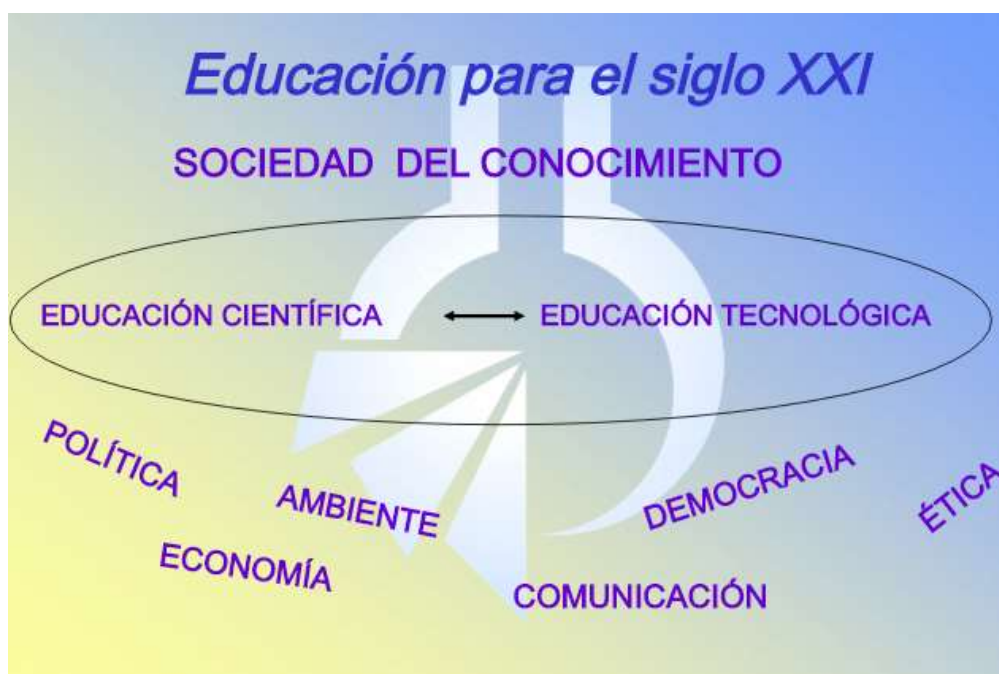 Educación para el siglo XXI
SOCIEDAD DEL CONOCIMIENTO
EDUCACIÓN CIENTÍFICA
EDUCACIÓN TECNOLÓGICA
POLÍTICA
AMBIENTE
DEMOCRACIA
ÉTICA
ECONOMÍA
COMUNICACIÓN